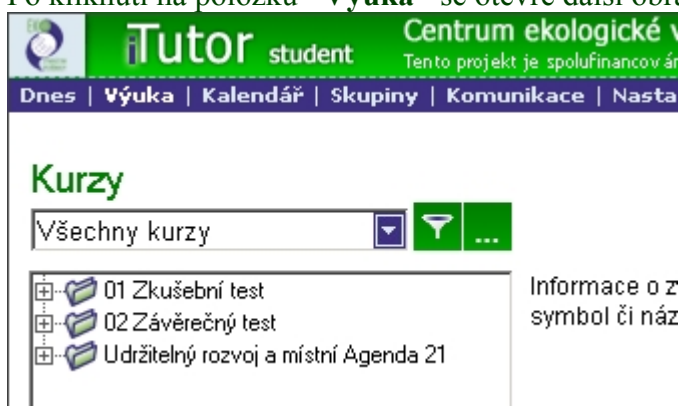 Po kliknutí na položku "Výuka" se otevře další obra
iTutor student
Centrum ekologické v
Tento projekt je spolufinancován
Dnes | Výuka | Kalendář | Skupiny | Komunikace | Nasta
Kurzy
Všechny kurzy
...
01 Zkušební test
02 Závěrečný test
Udržitelný rozvoj a místní Agenda 21
Informace o z
symbol či náz